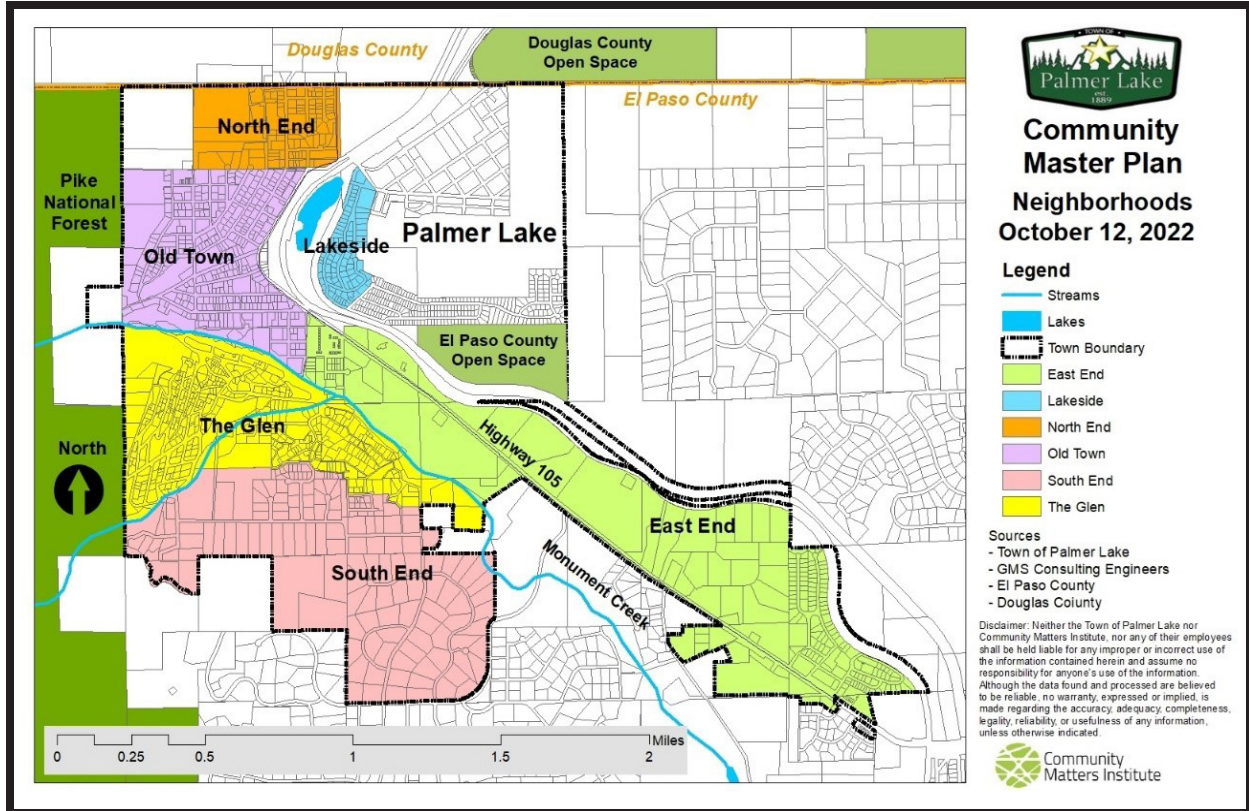 Douglas County
Douglas County
Open Space
El Paso County
North End
Pike
National
Forest
Old Town
Lakeside
Palmer Lake
El Paso County
Open Space
The Glen
North
Highway 105
East End
Monument Creek
South End
0 0.25 0.5 1 1.5 2
Miles
TOWN OF
Palmer Lake
est.
1889
Community
Master Plan
Neighborhoods
October 12, 2022
Legend
Streams
Lakes
Town Boundary
East End
Lakeside
North End
Old Town
South End
The Glen
Sources
- Town of Palmer Lake
- GMS Consulting Engineers
- El Paso County
- Douglas Coiunty
Disclaimer: Neither the Town of Palmer Lake nor
Community Matters Institute, nor any of their employees
shall be held liable for any improper or incorrect use of
the information contained herein and assume no
responsibility for anyone's use of the information.
Although the data found and processed are believed
to be reliable, no warranty, expressed or implied, is
made regarding the accuracy, adequacy, completeness,
legality, reliability, or usefulness of any information,
unless otherwise indicated.
Community
Matters Institute